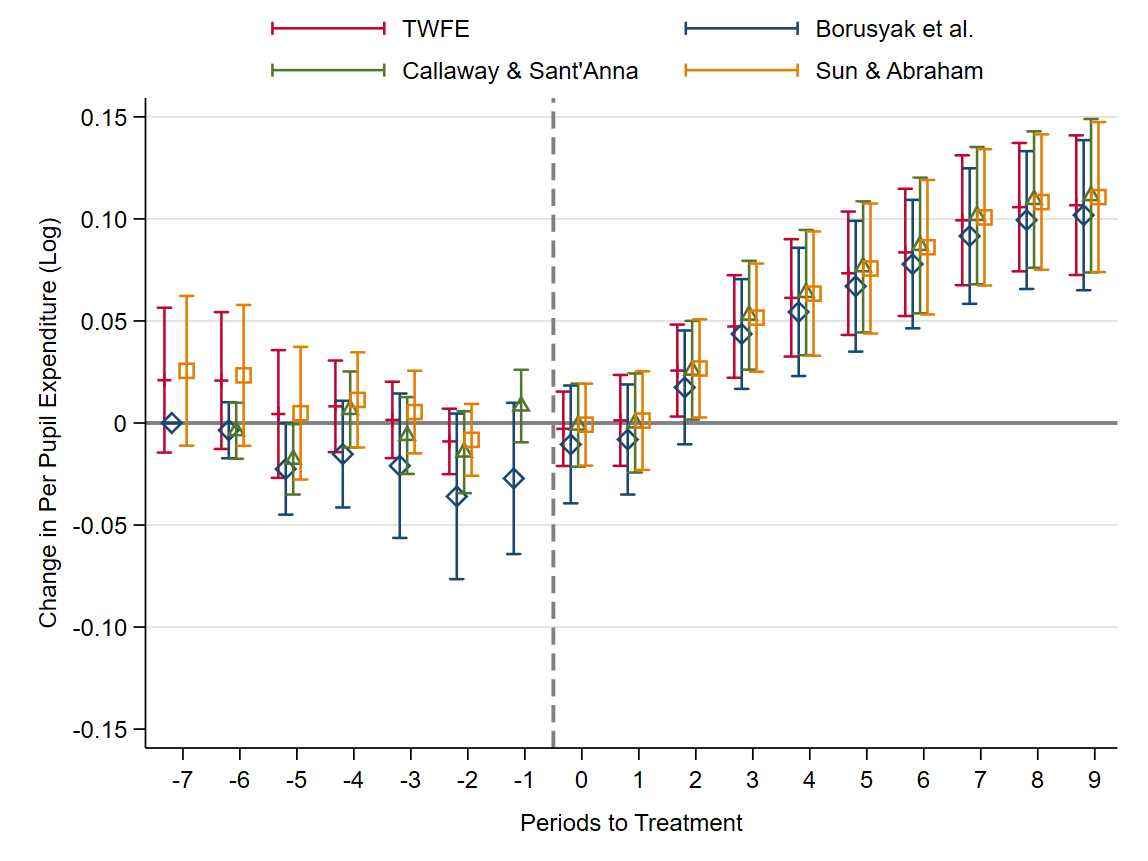 TWFE
Borusyak et al.
Callaway & Sant'Anna
Sun & Abraham
Change in Per Pupil Expenditure (Log)
0.15
0.10
0.05
0
-0.05
-0.10
-0.15
-7 -6 -5 -4 -3 -2 -1 0 1 2 3 4 5 6 7 8 9
Periods to Treatment